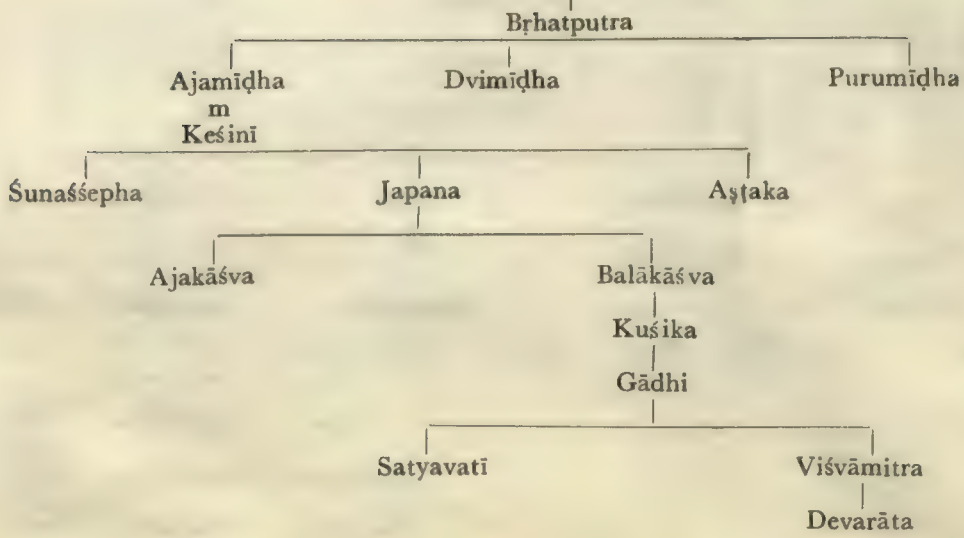 Bṛhatputra
Ajamīḍha Dvimīḍha Purumīḍha
m
Keśinī
Śunaśśepha Japana Aṣṭaka
Ajakāśva Balākāśva
Kuśika
Gādhi
Satyavatī Viśvāmitra
Devarāta